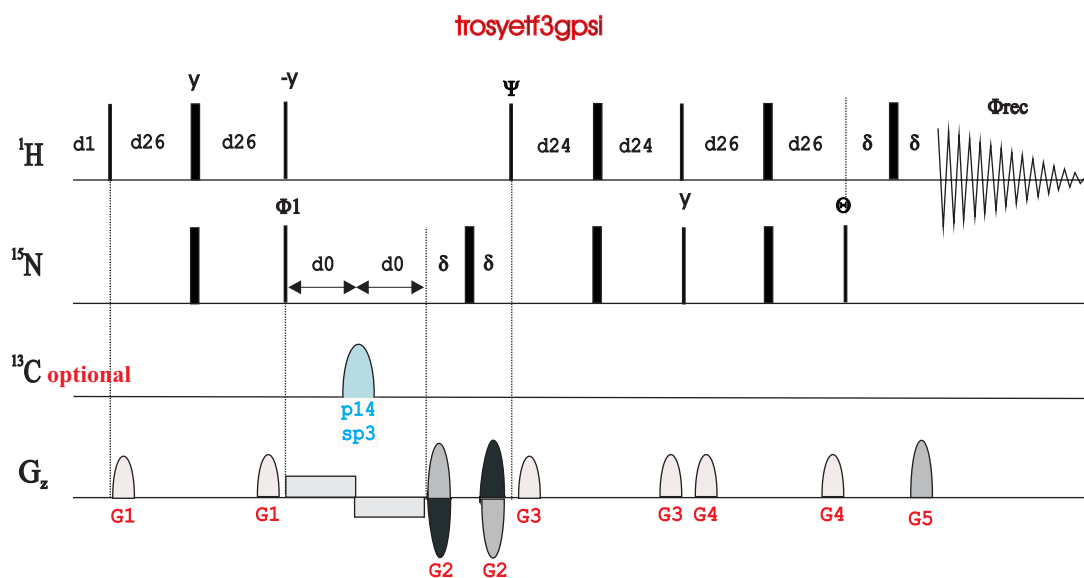 trosyetf3gpsi
y -y Ψ Φrec
¹H d1 d26 d26 d24 d24 d26 d26 δ δ
Φ1 y Θ
¹⁵N d0 d0 δ δ
¹³C optional
p14
sp3
G_z
G1 G1 G2 G2 G3 G3 G4 G4 G5